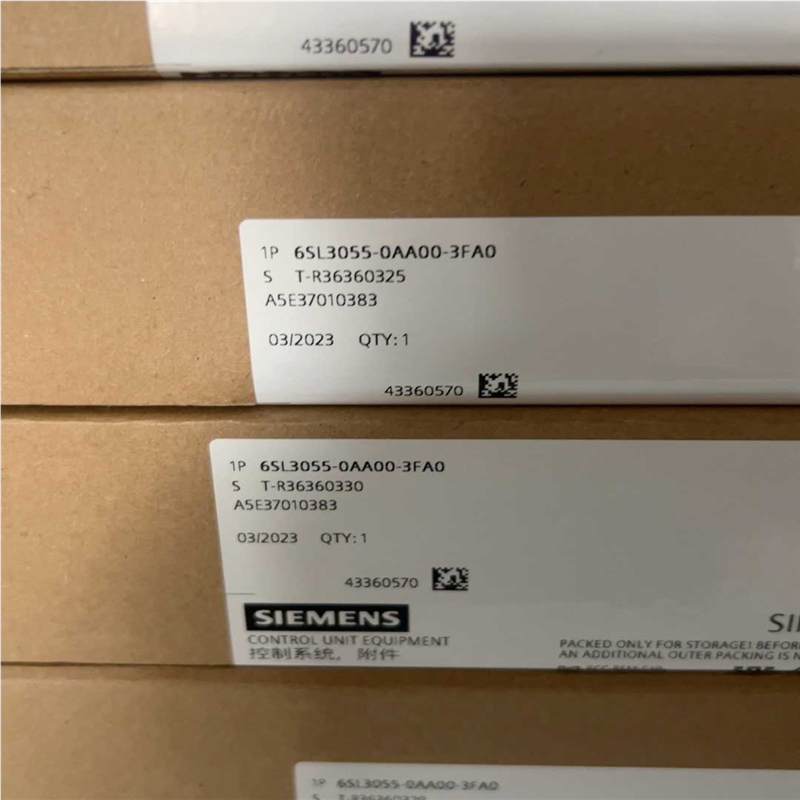 43360570
1P 6SL3055-0AA00-3FA0
S T-R36360325
A5E37010383
03/2023 QTY: 1
43360570
1P 6SL3055-0AA00-3FA0
S T-R36360330
A5E37010383
03/2023 QTY: 1
43360570
SIEMENS
CONTROL UNIT EQUIPMENT
控制系统, 附件
PACKED ONLY FOR STORAGE!
AN ADDITIONAL OUTER PACKING IS
1P 6SL3055-0AA00-3FA0